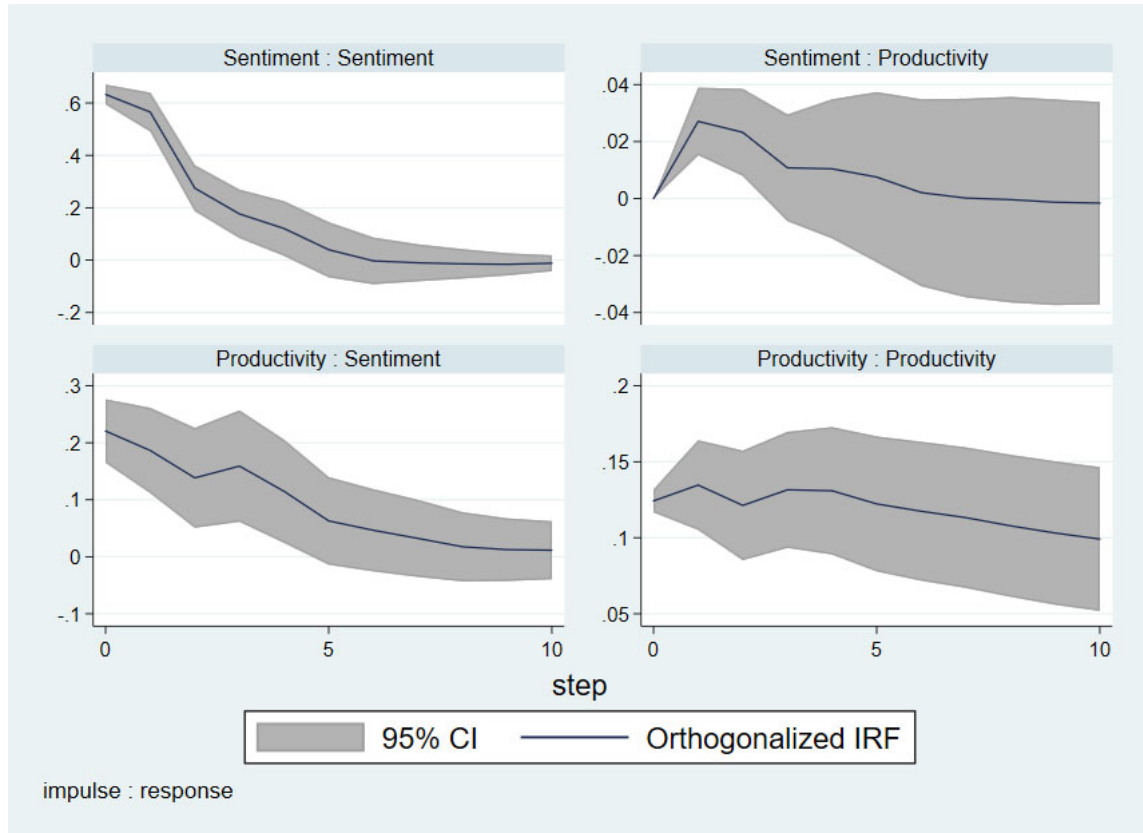 Sentiment : Sentiment
Sentiment : Productivity
.6
.4
.2
0
-.2
.04
.02
0
-.02
-.04
Productivity : Sentiment
Productivity : Productivity
.3
.2
.1
0
-.1
.2
.15
.1
.05
0 5 10
0 5 10
step
95% CI Orthogonalized IRF
impulse : response